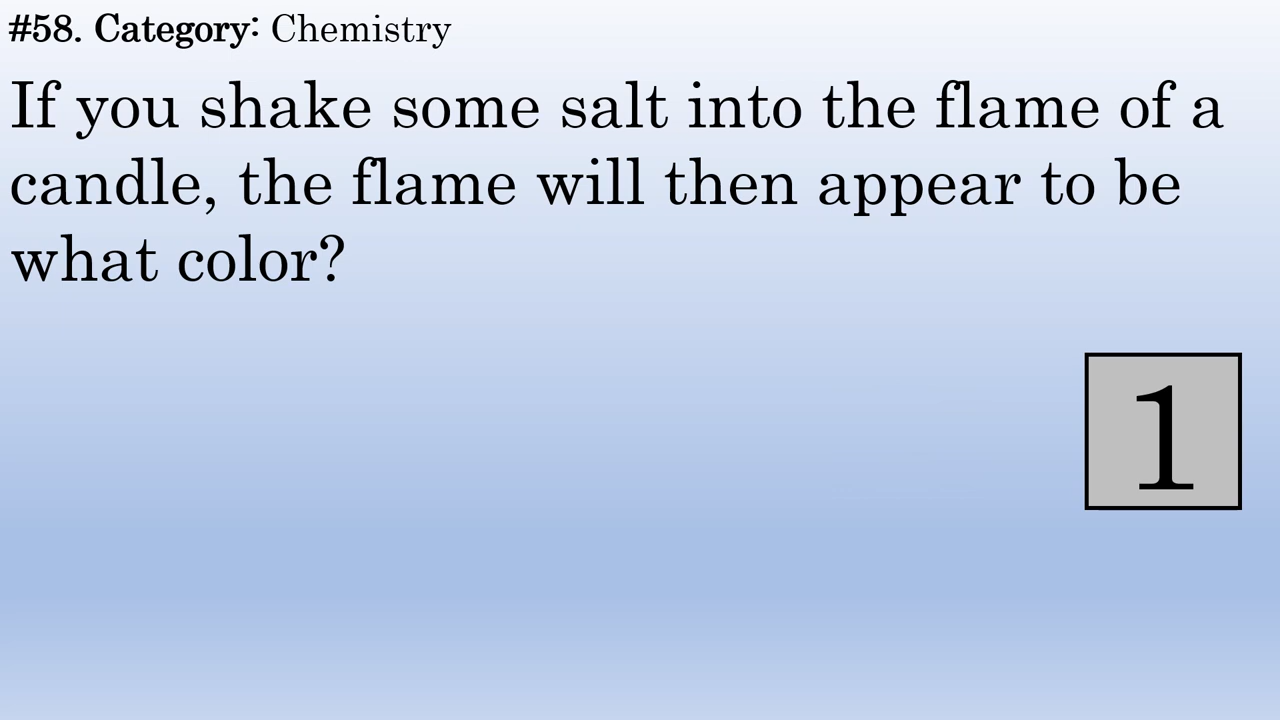 #58. Category: Chemistry
If you shake some salt into the flame of a
candle, the flame will then appear to be
what color?
1